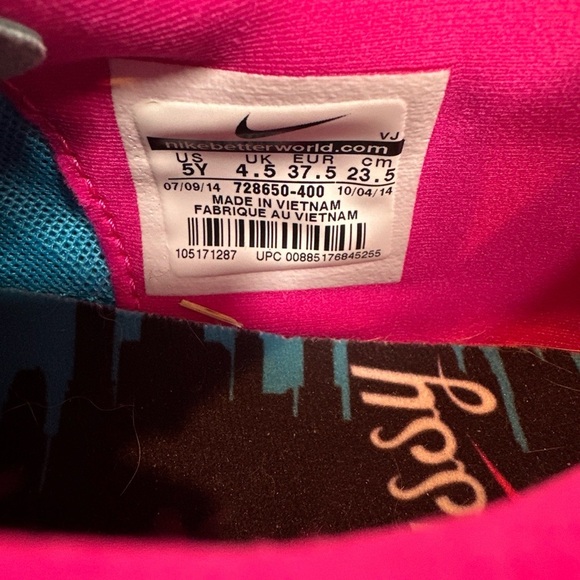 VJ
nikebetterworld.com
US UK EUR cm
5Y 4.5 37.5 23.5
07/09/14 728650-400 10/04/14
MADE IN VIETNAM
FABRIQUE AU VIETNAM
105171287 UPC 00885176845255